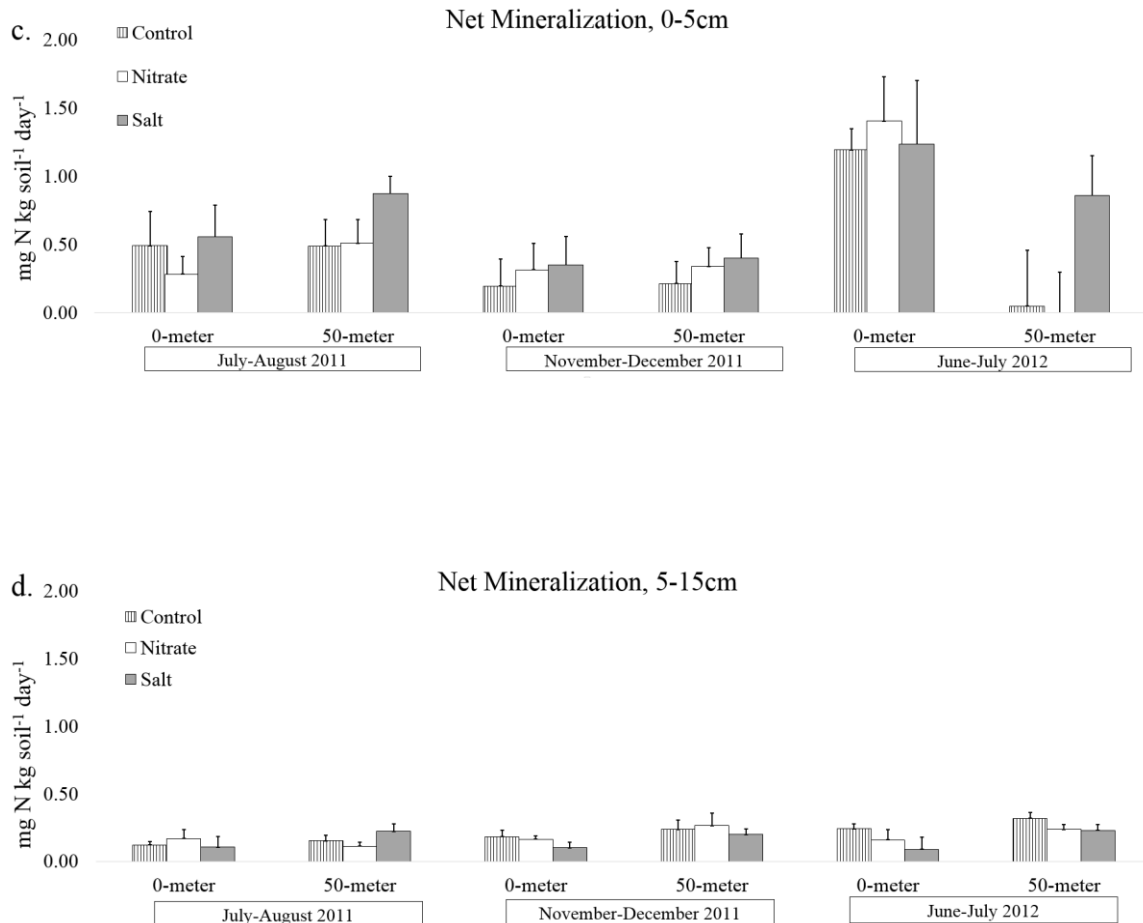 c.
Net Mineralization, 0-5cm
mg N kg soil-1 day-1
2.00
1.50
1.00
0.50
0.00
Control
Nitrate
Salt
0-meter 50-meter 0-meter 50-meter 0-meter 50-meter
July-August 2011 November-December 2011 June-July 2012
d.
Net Mineralization, 5-15cm
mg N kg soil-1 day-1
2.00
1.50
1.00
0.50
0.00
Control
Nitrate
Salt
0-meter 50-meter 0-meter 50-meter 0-meter 50-meter
July-August 2011 November-December 2011 June-July 2012